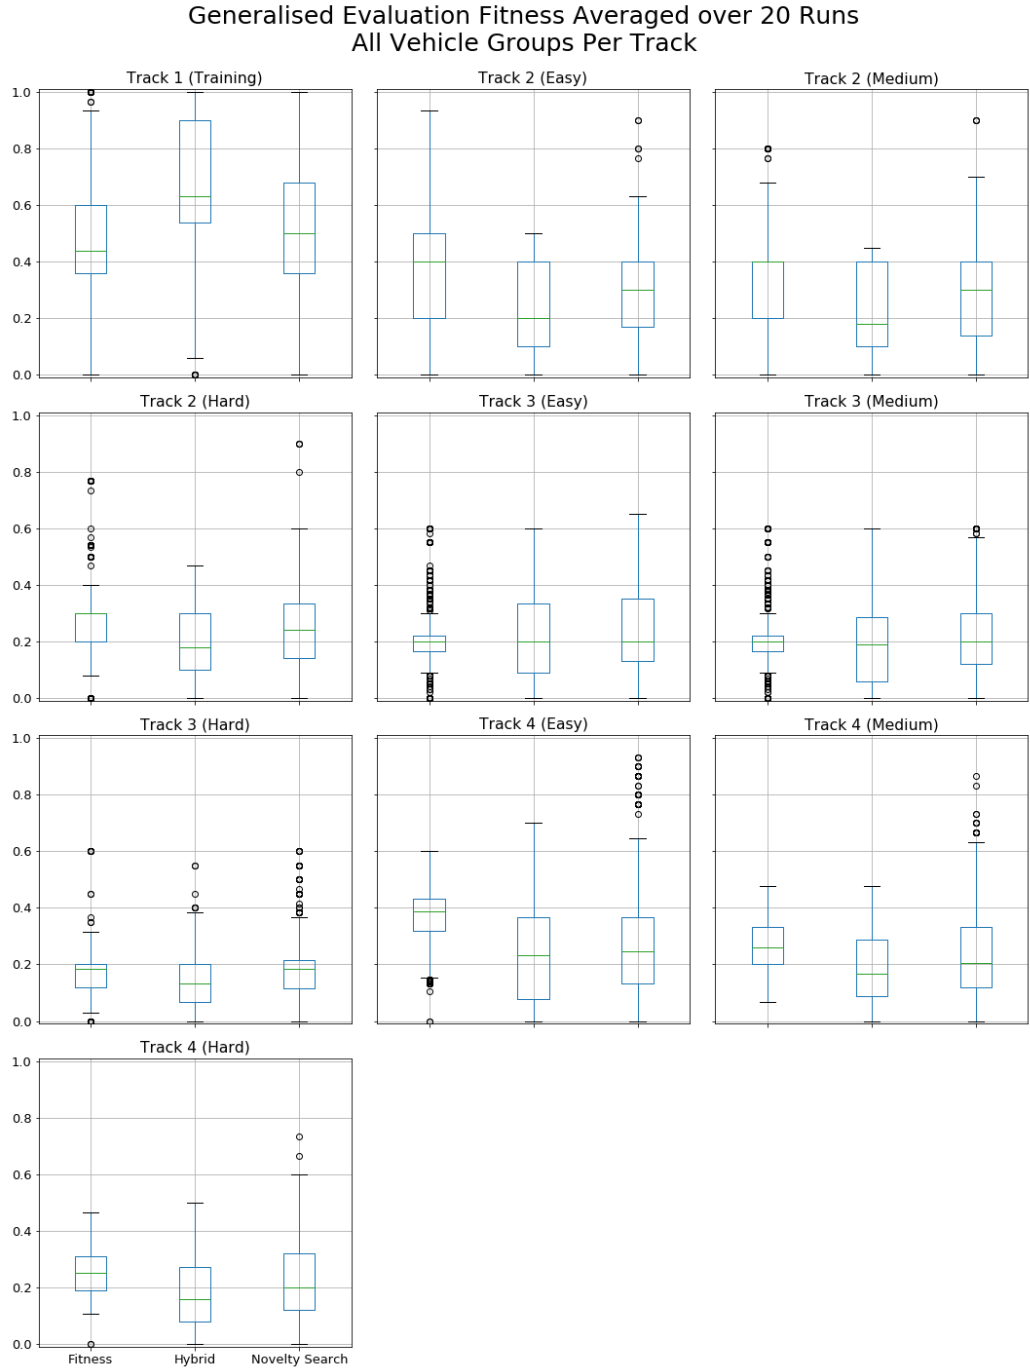 Generalised Evaluation Fitness Averaged over 20 Runs
All Vehicle Groups Per Track
Track 1 (Training)
Track 2 (Easy)
Track 2 (Medium)
1.0
0.8
0.6
0.4
0.2
0.0
Track 2 (Hard)
Track 3 (Easy)
Track 3 (Medium)
1.0
0.8
0.6
0.4
0.2
0.0
Track 3 (Hard)
Track 4 (Easy)
Track 4 (Medium)
1.0
0.8
0.6
0.4
0.2
0.0
Track 4 (Hard)
1.0
0.8
0.6
0.4
0.2
0.0
Fitness Hybrid Novelty Search